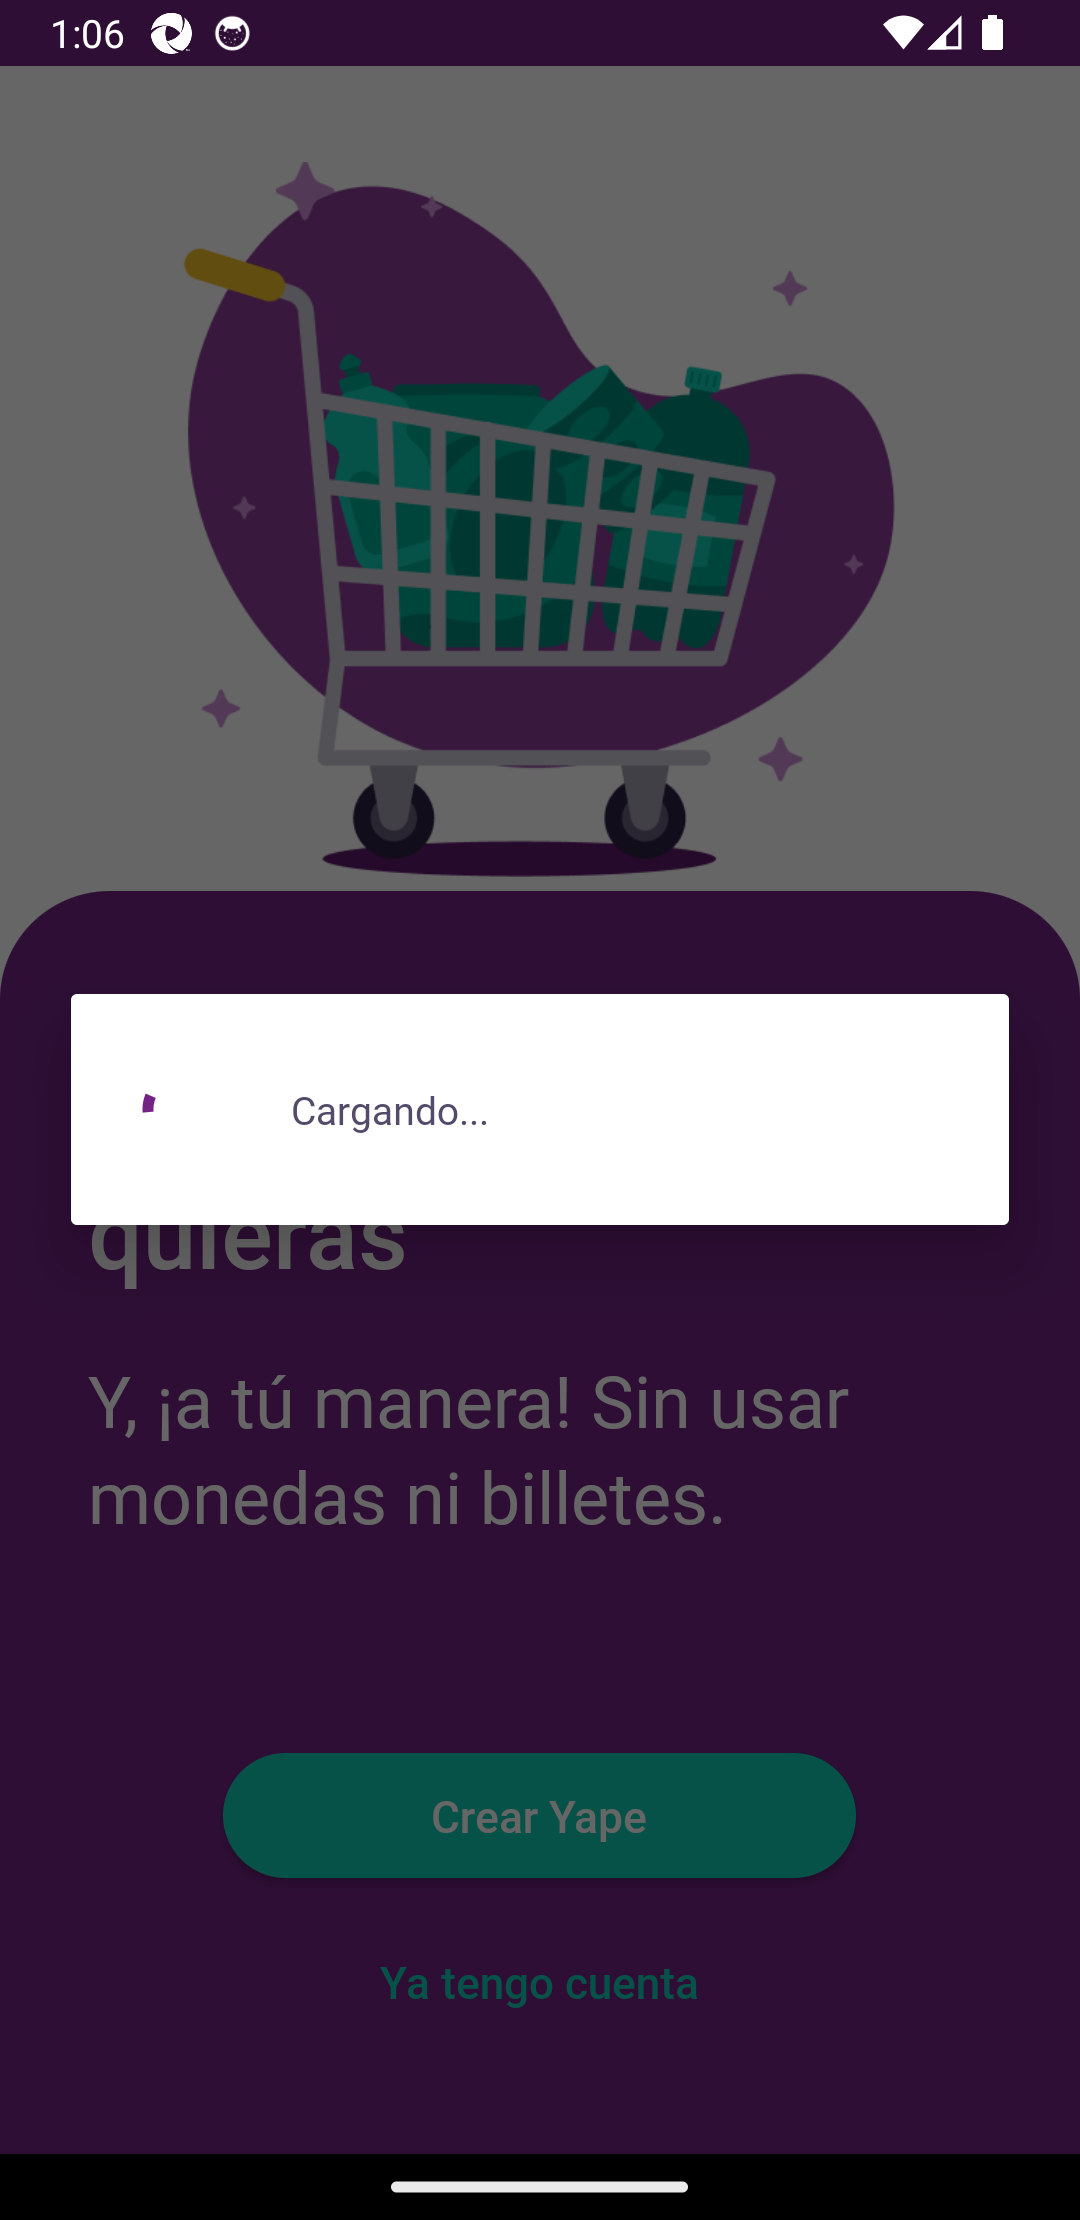 1:06
Cargando...
quieras
Y, ¡a tú manera! Sin usar
monedas ni billetes.
Crear Yape
Ya tengo cuenta